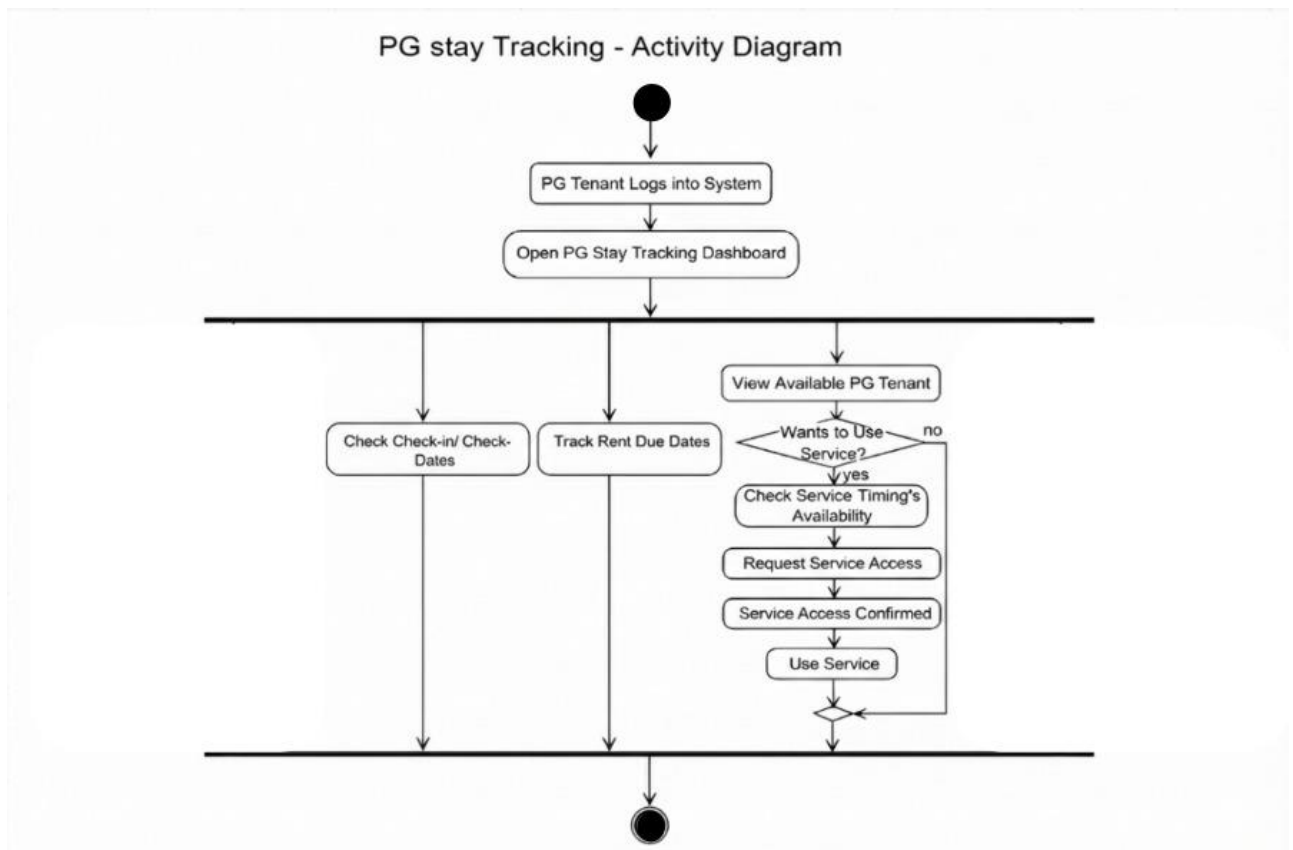 PG stay Tracking - Activity Diagram
PG Tenant Logs into System
Open PG Stay Tracking Dashboard
View Available PG Tenant
Check Check-in/ Check-
Dates
Track Rent Due Dates
Wants to Use
Service?
no
yes
Check Service Timing's
Availability
Request Service Access
Service Access Confirmed
Use Service